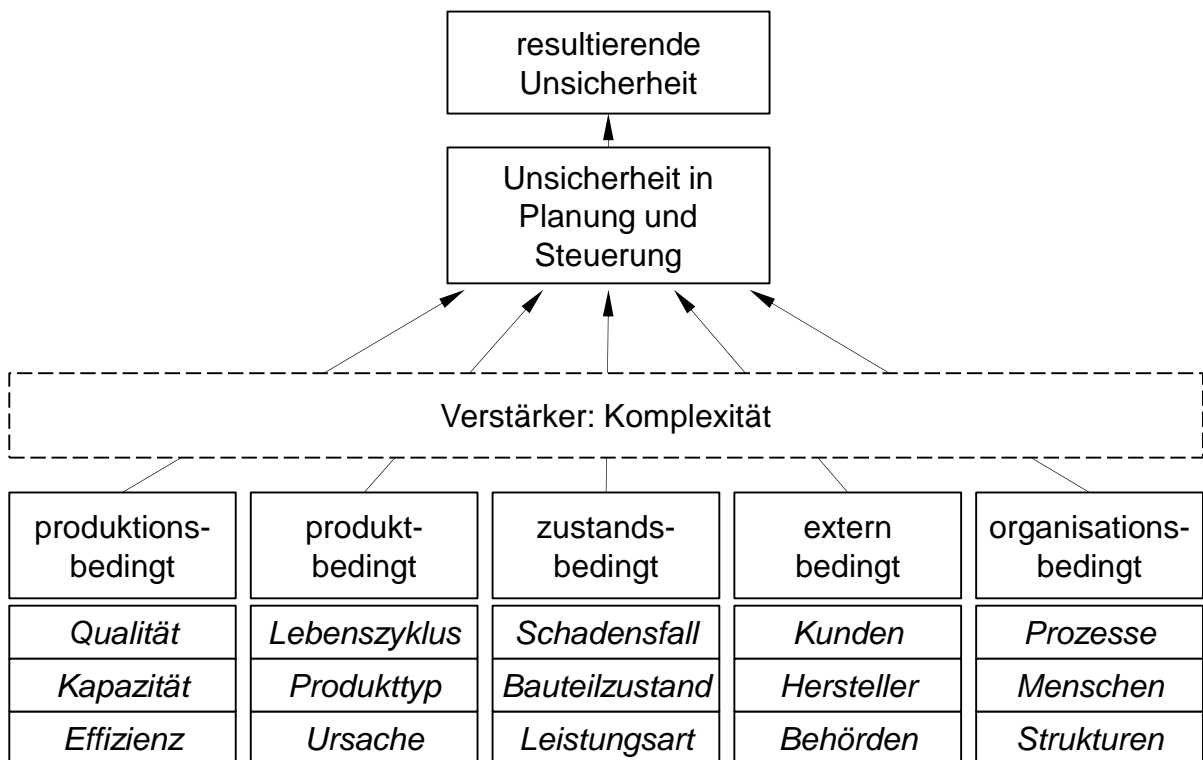 resultierende
Unsicherheit
Unsicherheit in
Planung und
Steuerung
Verstärker: Komplexität
produktions-
bedingt
produkt-
bedingt
zustands-
bedingt
extern
bedingt
organisations-
bedingt
Qualität
Kapazität
Effizienz
Lebenszyklus
Produkttyp
Ursache
Schadensfall
Bauteilzustand
Leistungsart
Kunden
Hersteller
Behörden
Prozesse
Menschen
Strukturen